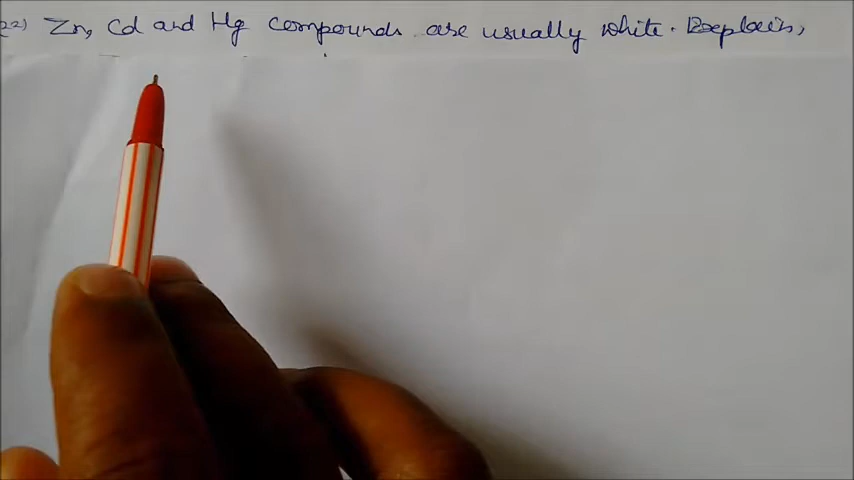 22) Zn, Cd and Hg compounds are usually white. Explain,